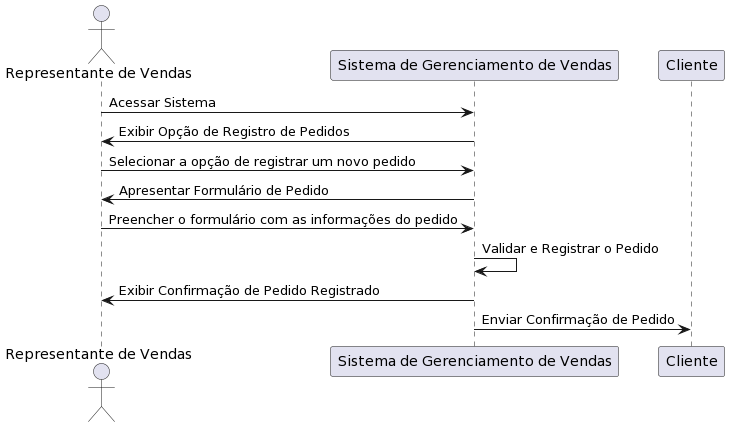 Representante de Vendas
Sistema de Gerenciamento de Vendas
Cliente
Acessar Sistema
Exibir Opção de Registro de Pedidos
Selecionar a opção de registrar um novo pedido
Apresentar Formulário de Pedido
Preencher o formulário com as informações do pedido
Validar e Registrar o Pedido
Exibir Confirmação de Pedido Registrado
Enviar Confirmação de Pedido
Representante de Vendas
Sistema de Gerenciamento de Vendas
Cliente